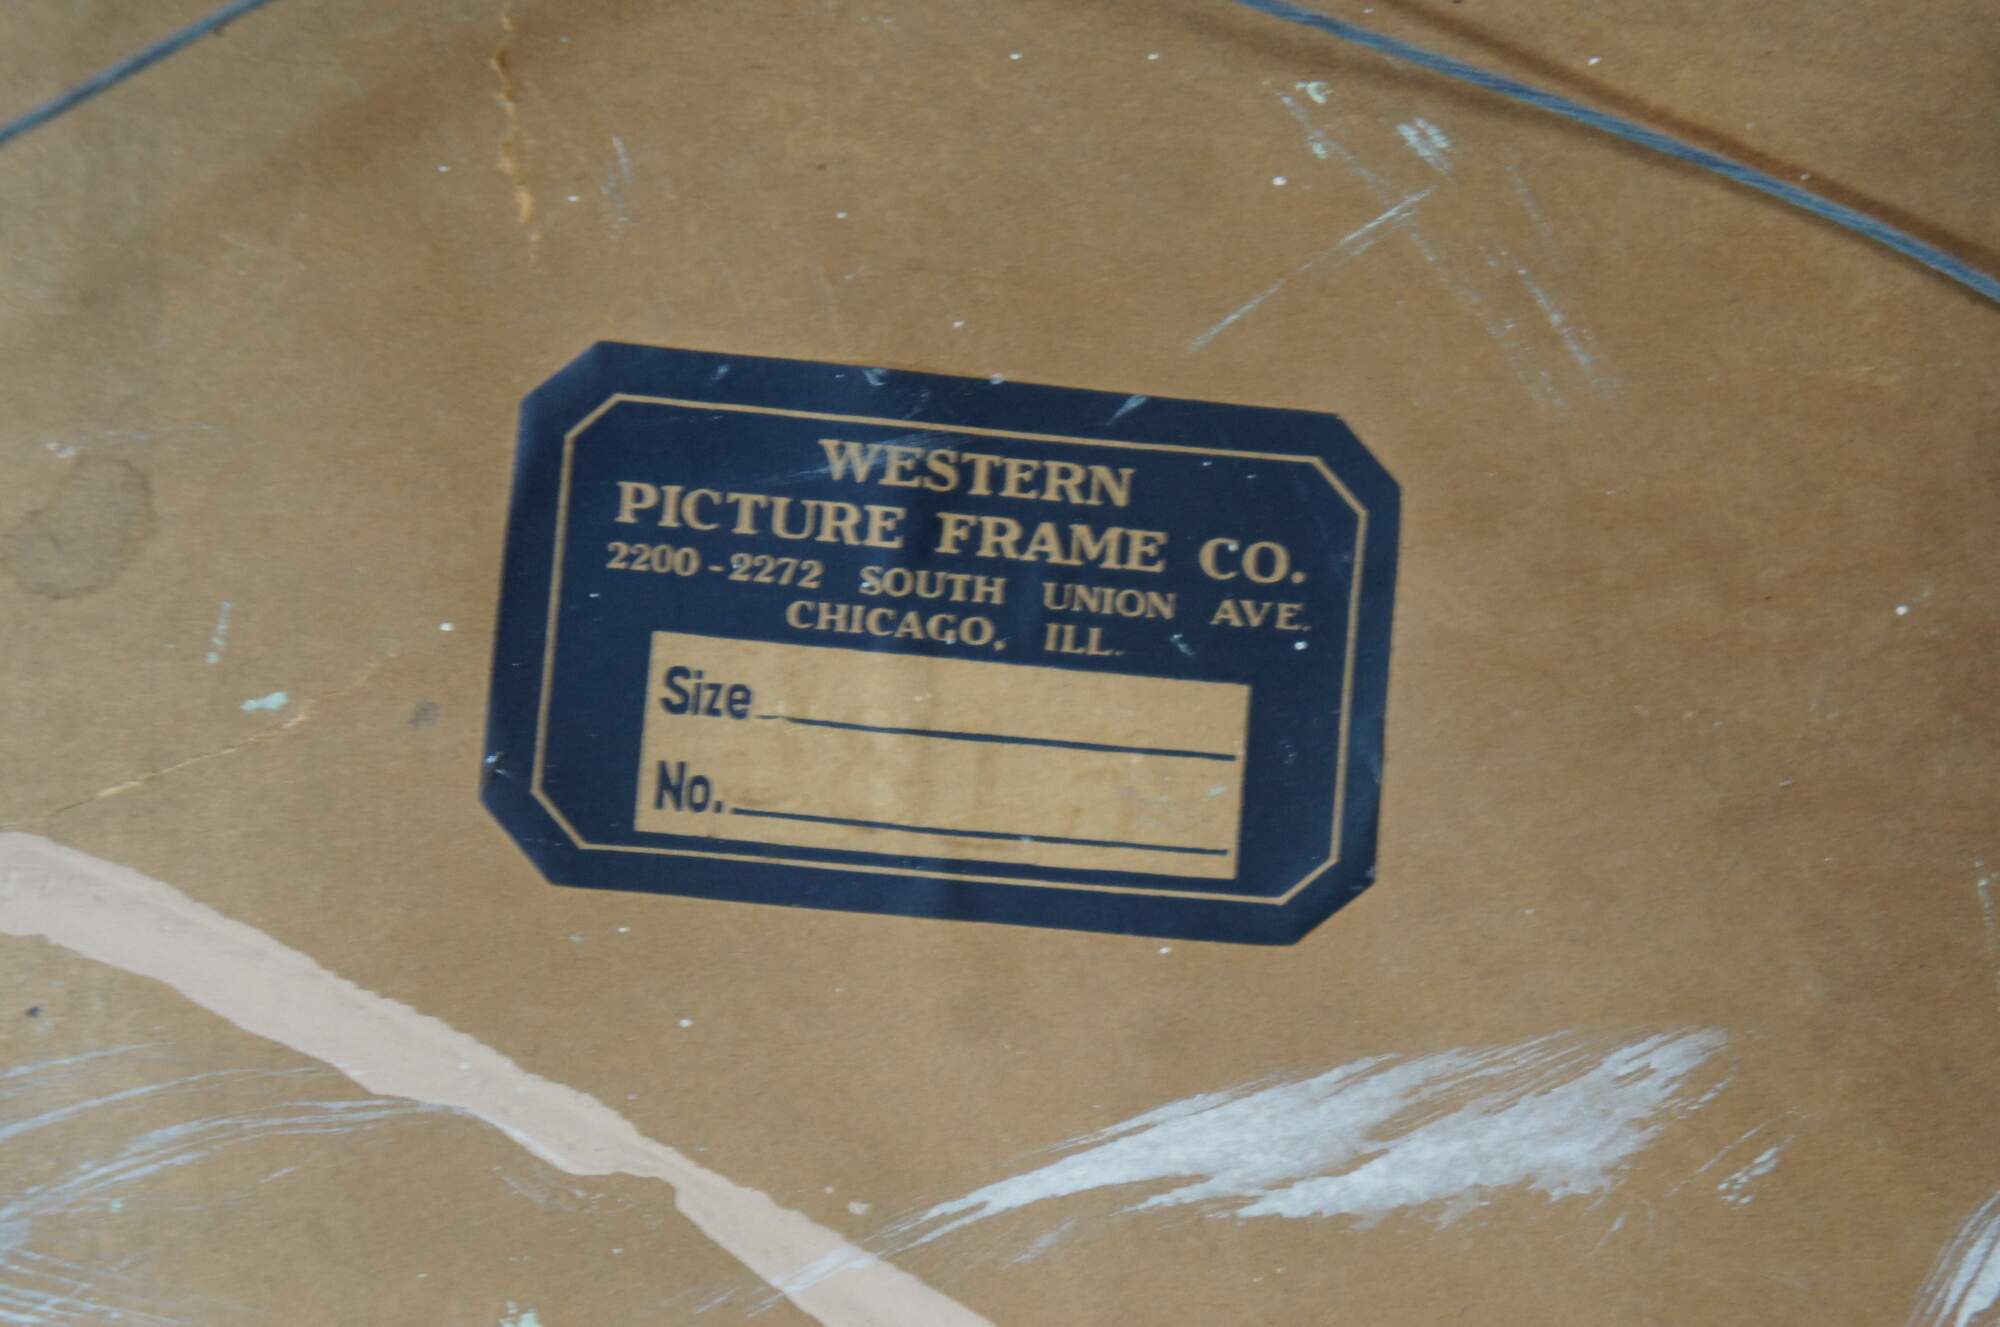 WESTERN
PICTURE FRAME CO.
2200-2272 SOUTH UNION AVE.
CHICAGO, ILL.
Size
No.